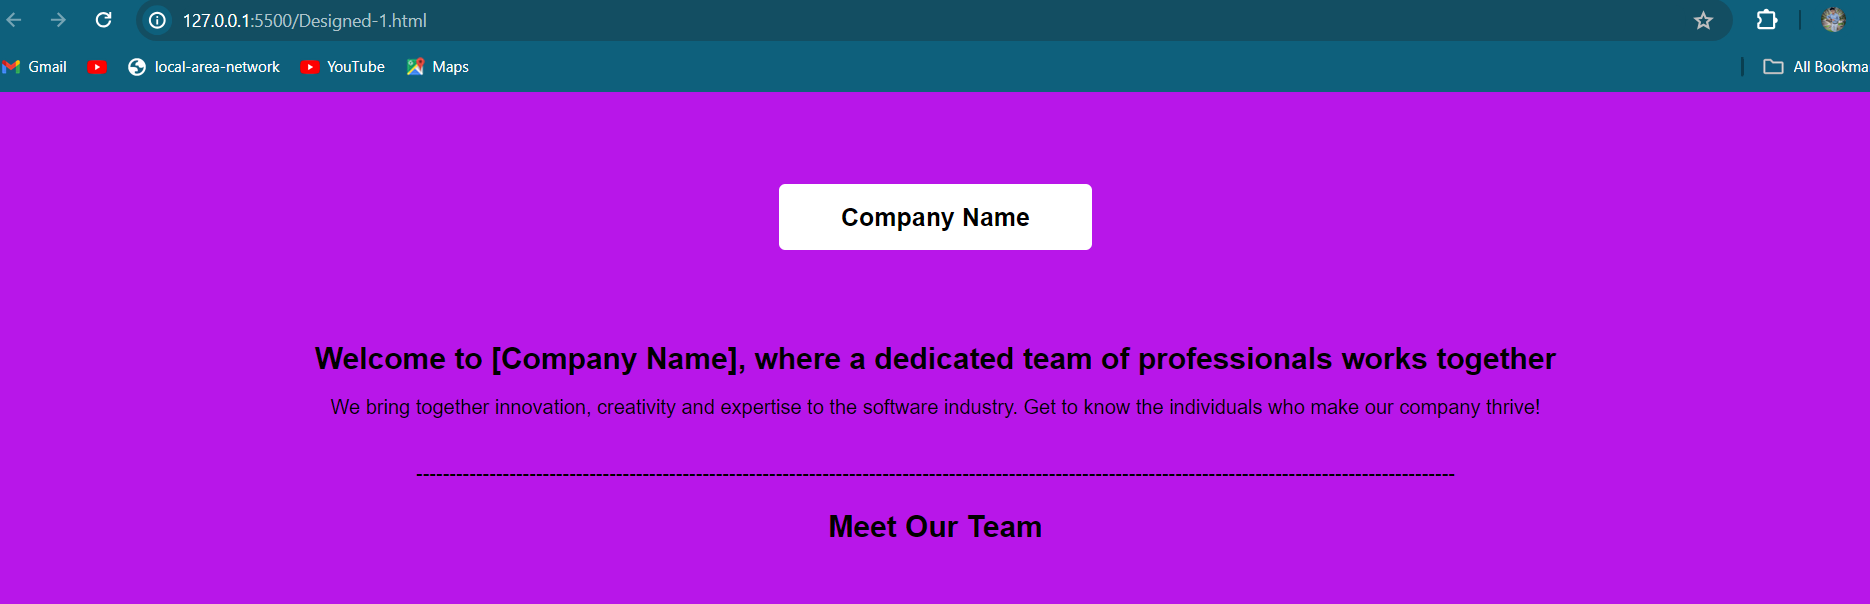 127.0.0.1:5500/Designed-1.html
Gmail local-area-network YouTube Maps All Bookma
Company Name
Welcome to [Company Name], where a dedicated team of professionals works together
We bring together innovation, creativity and expertise to the software industry. Get to know the individuals who make our company thrive!
------------------------------------------------------------------------------------------------------------------------------------------------------------
Meet Our Team